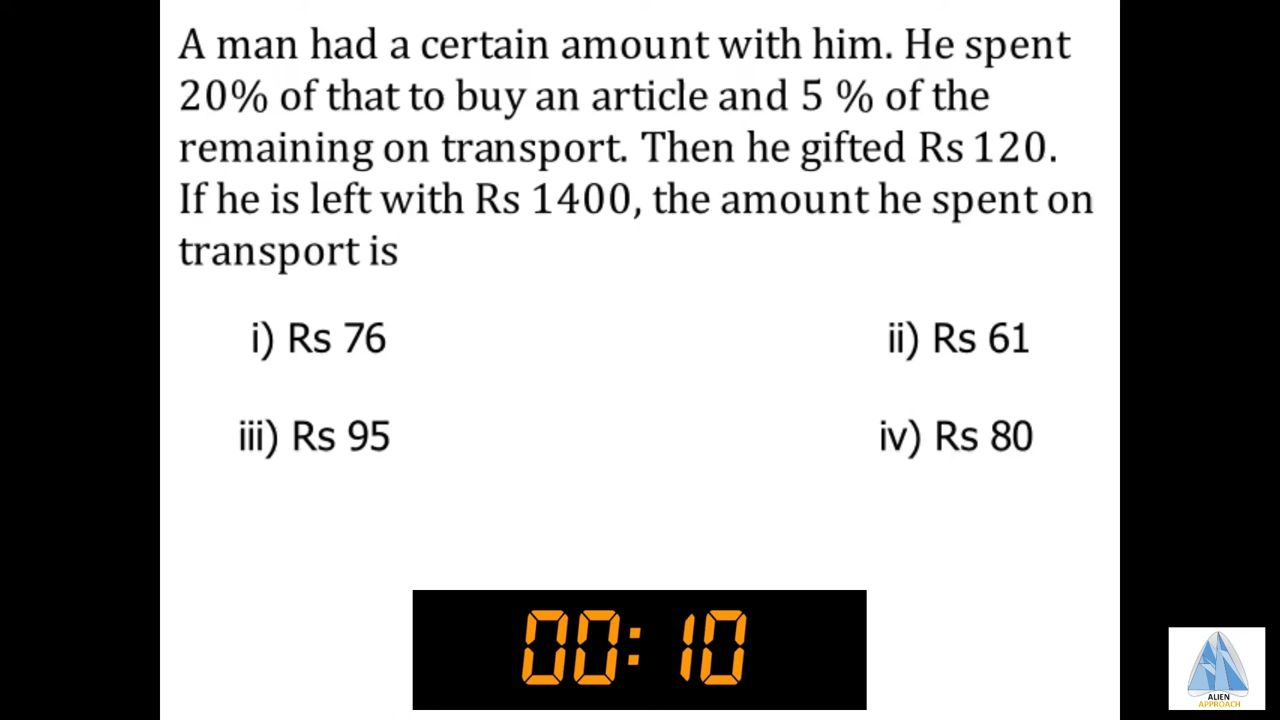 A man had a certain amount with him. He spent
20% of that to buy an article and 5 % of the
remaining on transport. Then he gifted Rs 120.
If he is left with Rs 1400, the amount he spent on
transport is
i) Rs 76
ii) Rs 61
iii) Rs 95
iv) Rs 80
00:10
ALIEN
APPROACH